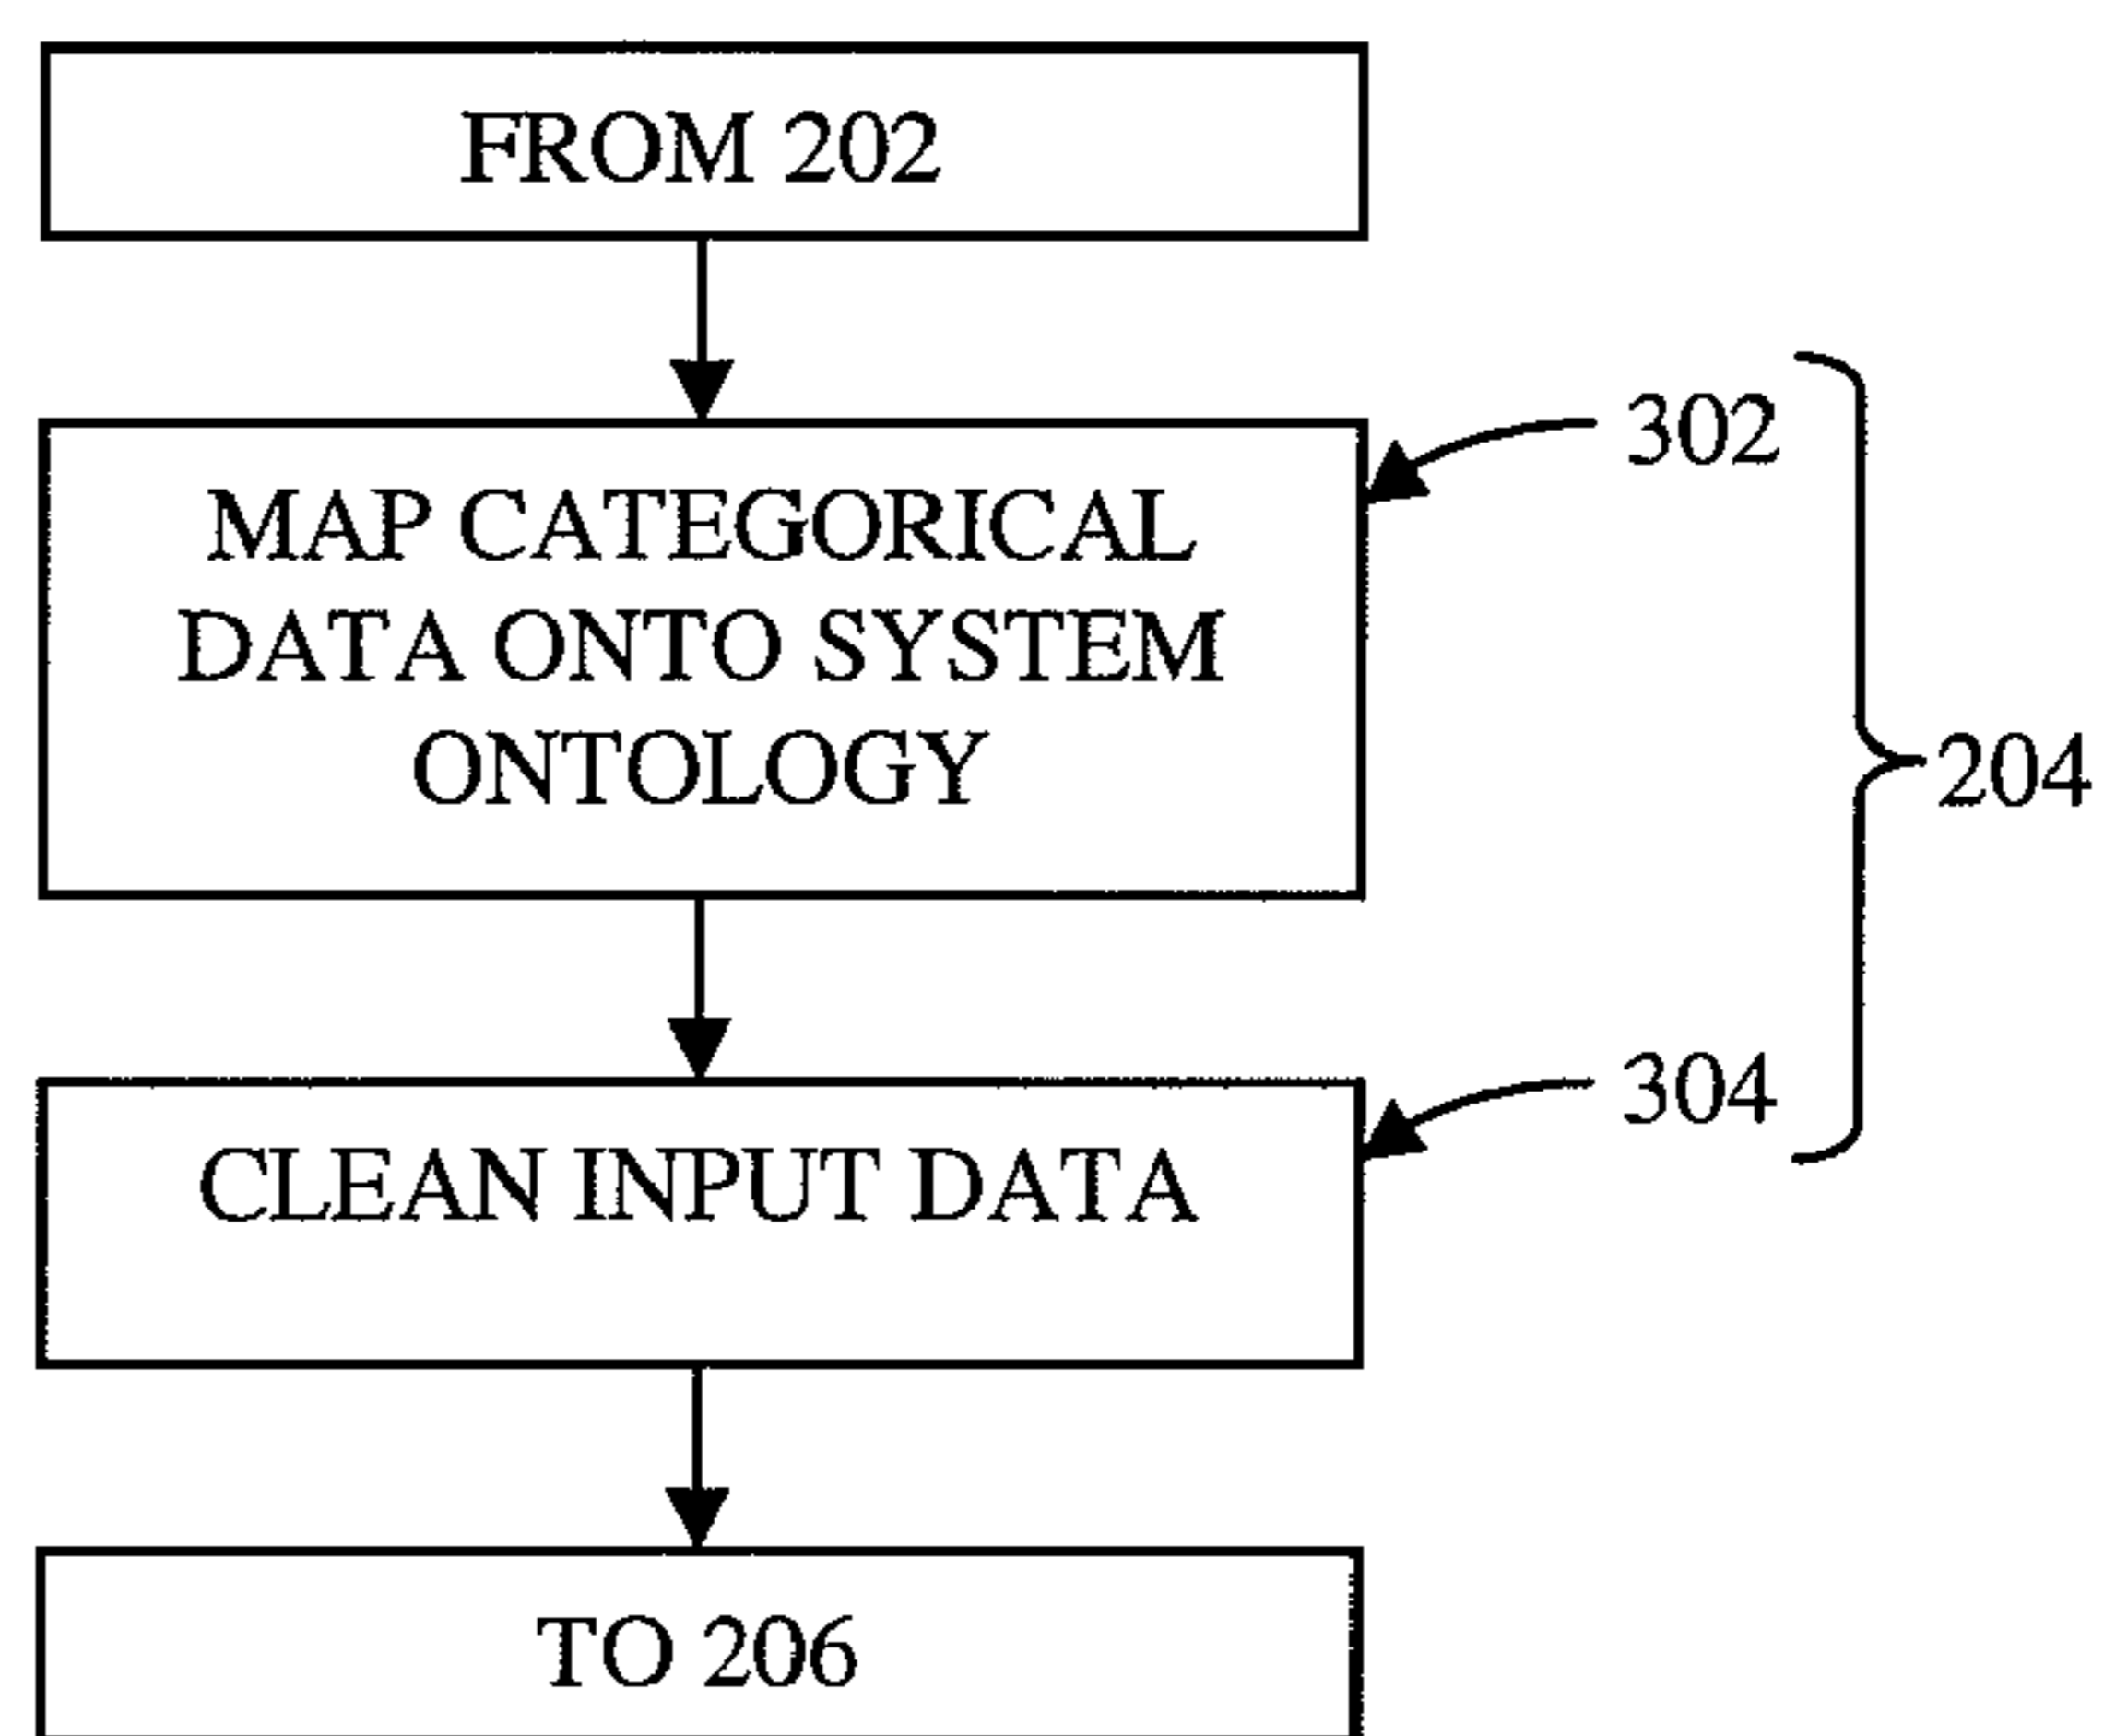 FROM 202
302
MAP CATEGORICAL
DATA ONTO SYSTEM
ONTOLOGY
204
304
CLEAN INPUT DATA
TO 206